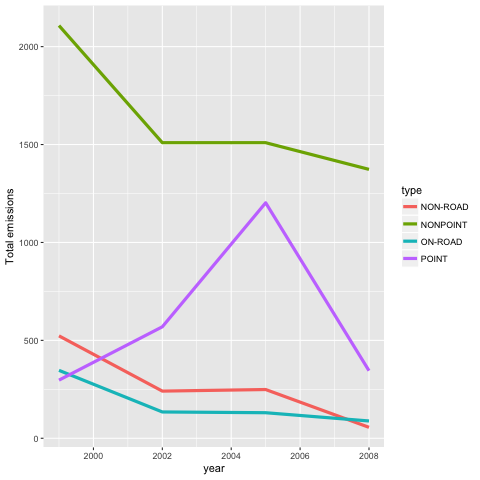 2000
1500
1000
500
0
Total emissions
2000
2002
2004
2006
2008
year
type
NON-ROAD
NONPOINT
ON-ROAD
POINT